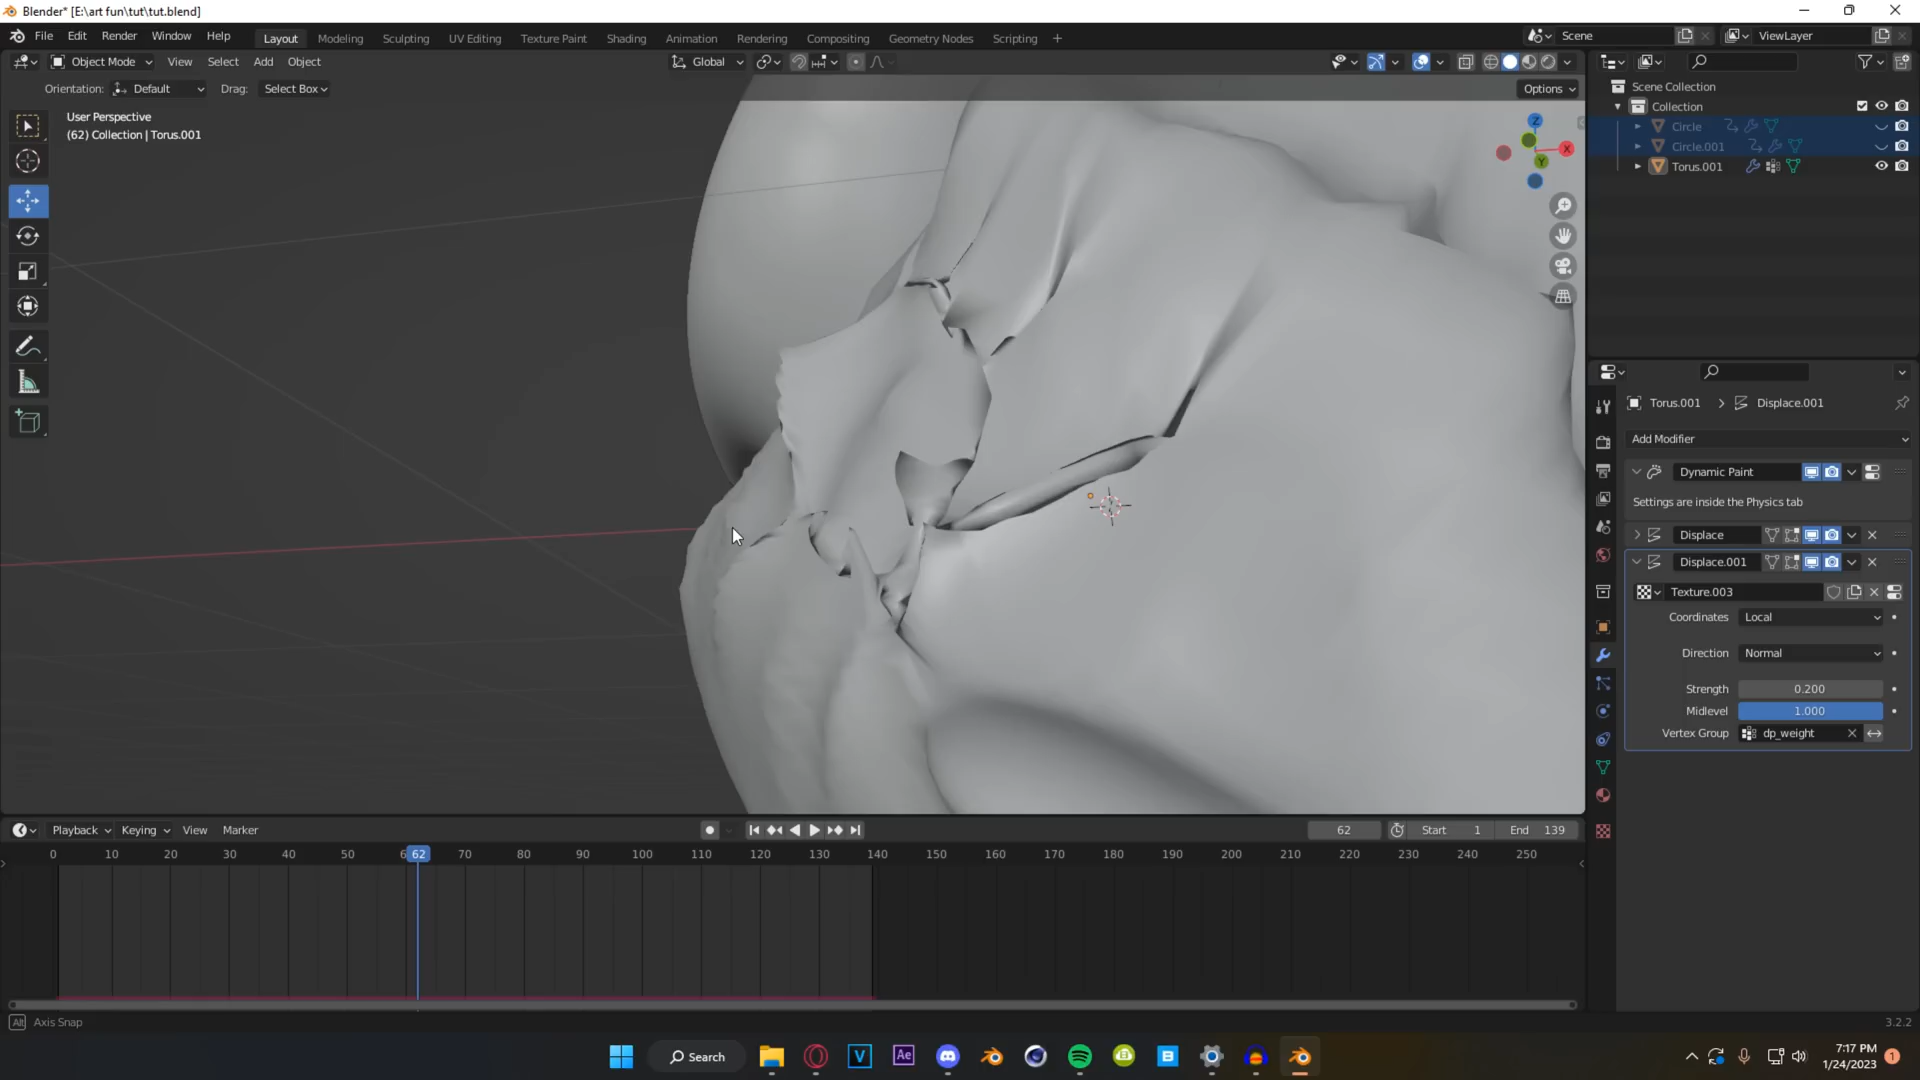 Blender* [E:\art fun\tut\tut.blend]
File Edit Render Window Help Layout Modeling Sculpting UV Editing Texture Paint Shading Animation Rendering Compositing Geometry Nodes Scripting + Scene ViewLayer
Object Mode View Select Add Object Global
Orientation: Default Drag: Select Box Options
User Perspective
(62) Collection | Torus.001
Z
X
Y
Scene Collection
Collection
Circle
Circle.001
Torus.001
Torus.001 > Displace.001
Add Modifier
Dynamic Paint
Settings are inside the Physics tab
Displace
Displace.001
Texture.003
Coordinates Local
Direction Normal
Strength 0.200
Midlevel 1.000
Vertex Group dp_weight
Playback Keying View Marker 62 Start 1 End 139
0 10 20 30 40 50 6 62 70 80 90 100 110 120 130 140 150 160 170 180 190 200 210 220 230 240 250
Alt Axis Snap 3.2.2
Search V Ae B 7:17 PM
1/24/2023 1